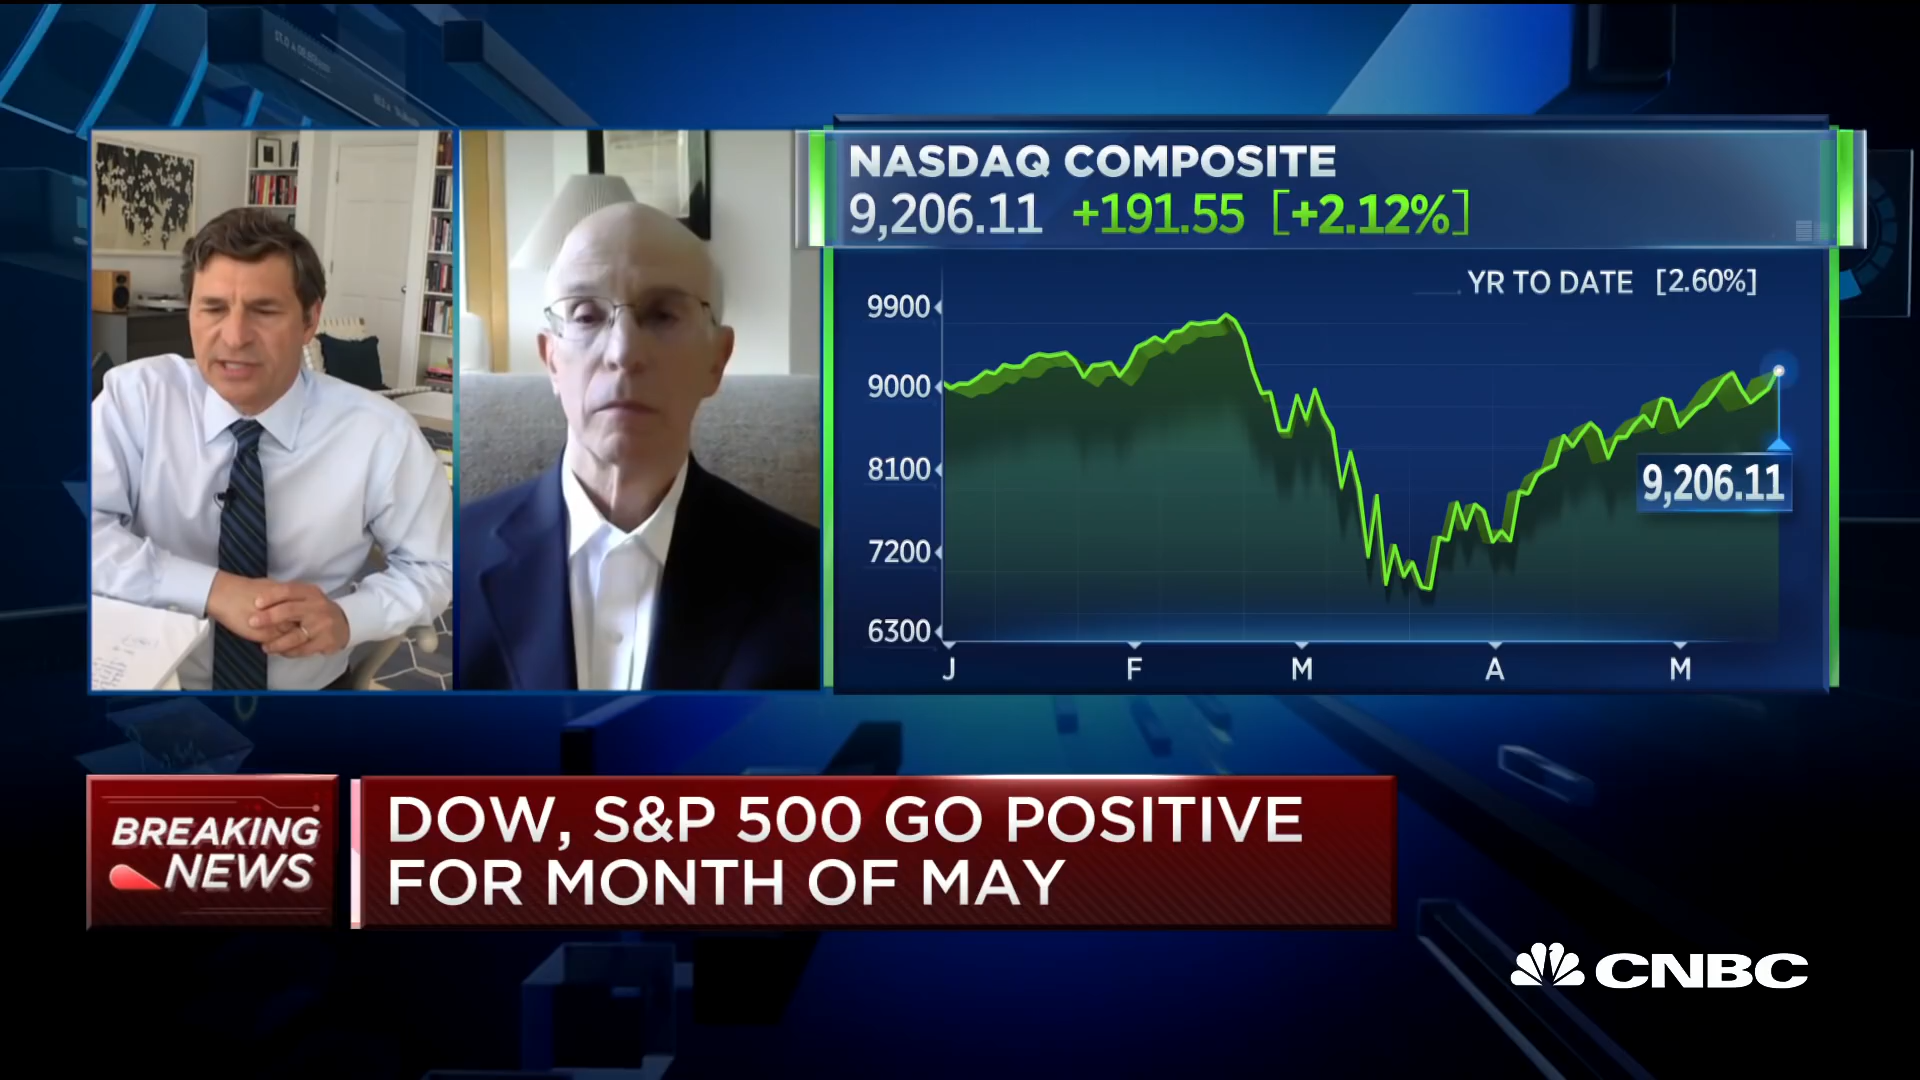 NASDAQ COMPOSITE
9,206.11 +191.55 [+2.12%]
YR TO DATE [2.60%]
9900
9000
8100
7200
6300
9,206.11
J F M A M
BREAKING
NEWS
DOW, S&P 500 GO POSITIVE
FOR MONTH OF MAY
CNBC